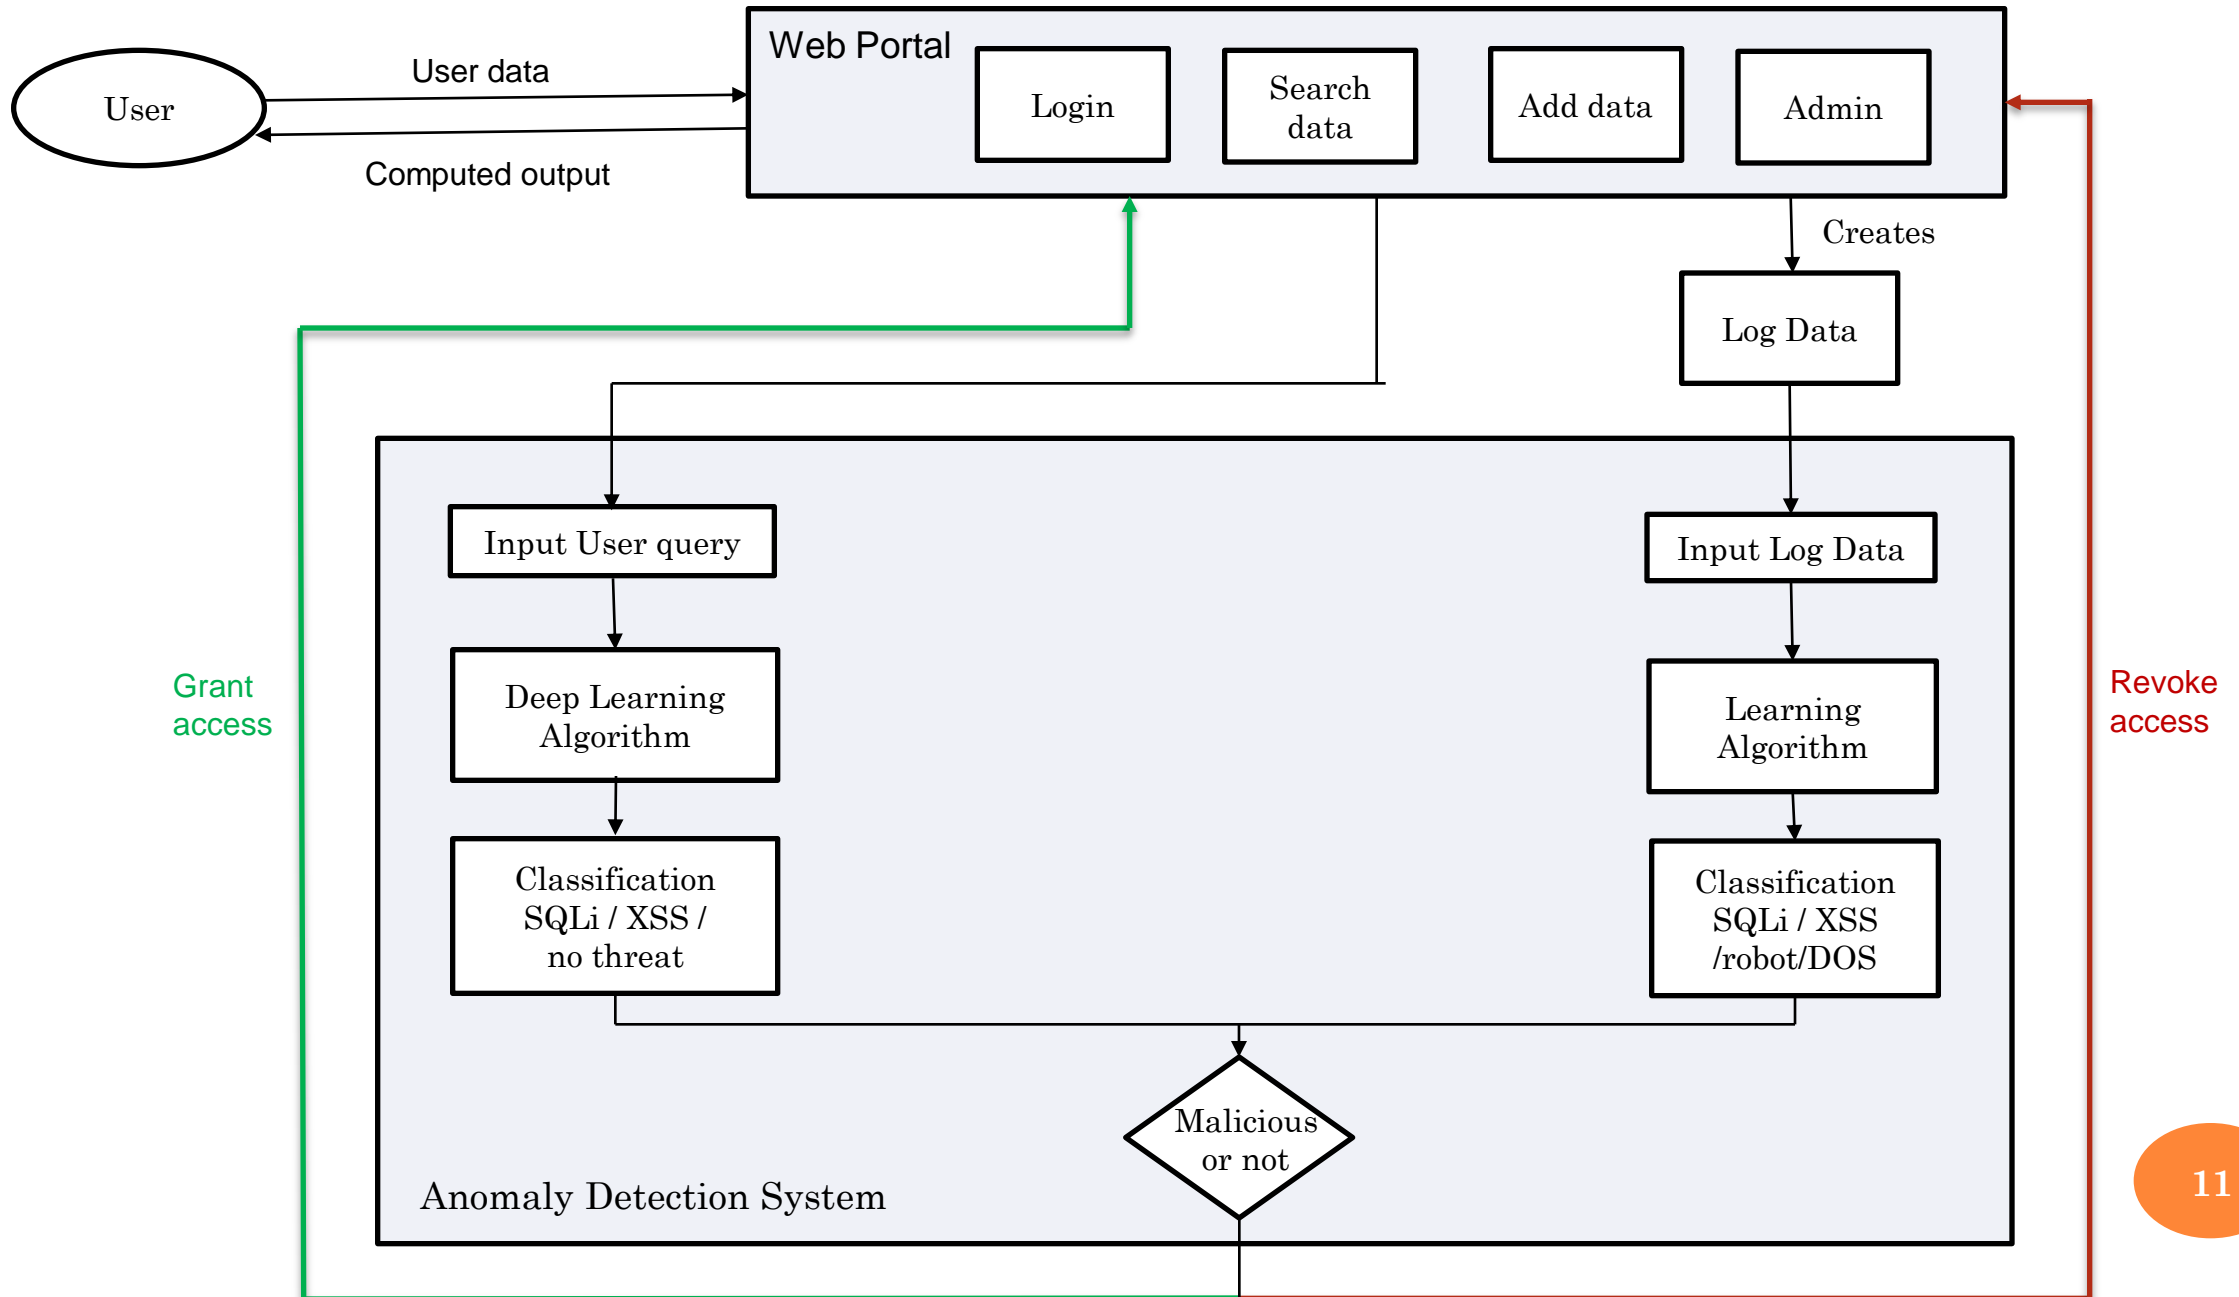 Web Portal
User data
User
Login
Search
data
Add data
Admin
Computed output
Creates
Log Data
Input User query
Input Log Data
Grant
access
Deep Learning
Algorithm
Learning
Algorithm
Revoke
access
Classification
SQLi / XSS /
no threat
Classification
SQLi / XSS
/robot/DOS
Malicious
or not
Anomaly Detection System
11